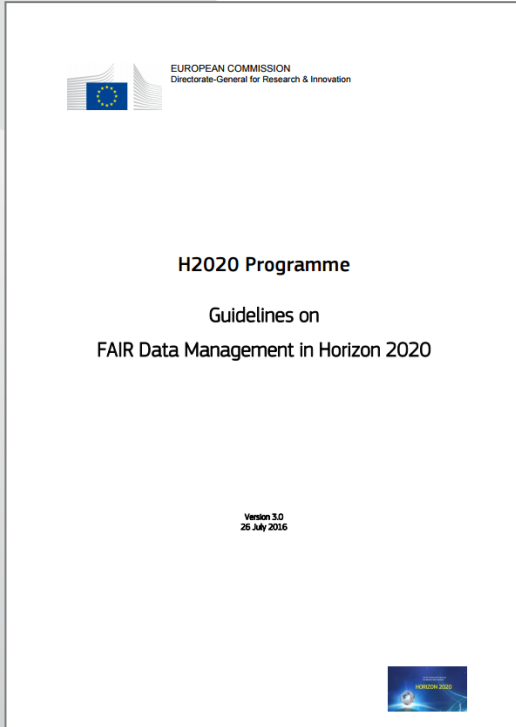 EUROPEAN COMMISSION
Directorate-General for Research & Innovation
H2020 Programme
Guidelines on
FAIR Data Management in Horizon 2020
Version 3.0
26 July 2016
HORIZON 2020